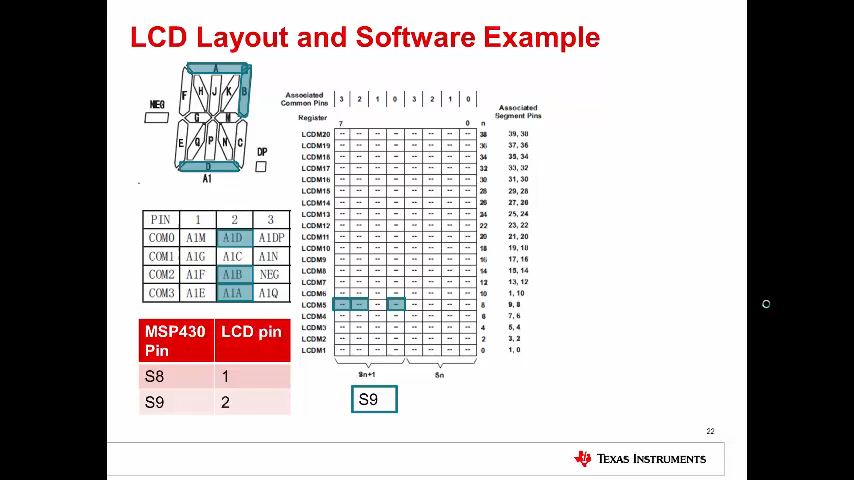 LCD Layout and Software Example
A
F H J K B
NEG
G M
E Q P N C
D
DP
A1
PIN 1 2 3
COM0 A1M A1D A1DP
COM1 A1G A1C A1N
COM2 A1F A1B NEG
COM3 A1E A1A A1Q
MSP430 Pin LCD pin
S8 1
S9 2
Associated Common Pins 3 2 1 0 3 2 1 0
Associated Segment Pins
Register 7 0 n
LCDM20 -- -- -- -- -- -- -- -- 38 39, 38
LCDM19 -- -- -- -- -- -- -- -- 36 37, 36
LCDM18 -- -- -- -- -- -- -- -- 34 35, 34
LCDM17 -- -- -- -- -- -- -- -- 32 33, 32
LCDM16 -- -- -- -- -- -- -- -- 30 31, 30
LCDM15 -- -- -- -- -- -- -- -- 28 29, 28
LCDM14 -- -- -- -- -- -- -- -- 26 27, 26
LCDM13 -- -- -- -- -- -- -- -- 24 25, 24
LCDM12 -- -- -- -- -- -- -- -- 22 23, 22
LCDM11 -- -- -- -- -- -- -- -- 20 21, 20
LCDM10 -- -- -- -- -- -- -- -- 18 19, 18
LCDM9 -- -- -- -- -- -- -- -- 16 17, 16
LCDM8 -- -- -- -- -- -- -- -- 14 15, 14
LCDM7 -- -- -- -- -- -- -- -- 12 13, 12
LCDM6 -- -- -- -- -- -- -- -- 10 1, 10
LCDM5 -- -- -- -- -- -- -- -- 8 9, 8
LCDM4 -- -- -- -- -- -- -- -- 6 7, 6
LCDM3 -- -- -- -- -- -- -- -- 4 5, 4
LCDM2 -- -- -- -- -- -- -- -- 2 3, 2
LCDM1 -- -- -- -- -- -- -- -- 0 1, 0
Sn+1 Sn
S9
22
TEXAS INSTRUMENTS